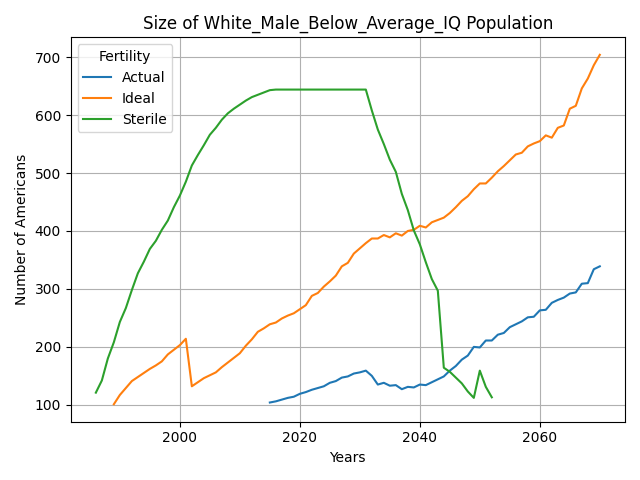 Size of White_Male_Below_Average_IQ Population
Fertility
Actual
Ideal
Sterile
700
600
500
400
300
200
100
Number of Americans
2000
2020
2040
2060
Years